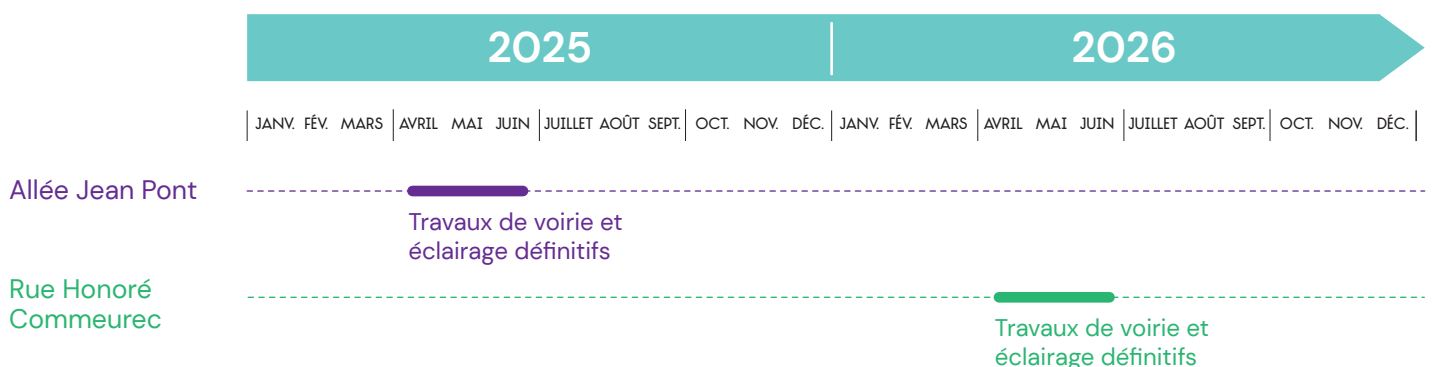 2025 2026
JANV. FÉV. MARS AVRIL MAI JUIN JUILLET AOÛT SEPT. OCT. NOV. DÉC. JANV. FÉV. MARS AVRIL MAI JUIN JUILLET AOÛT SEPT. OCT. NOV. DÉC.
Allée Jean Pont
Travaux de voirie et
éclairage définitifs
Rue Honoré
Commeurec
Travaux de voirie et
éclairage définitifs